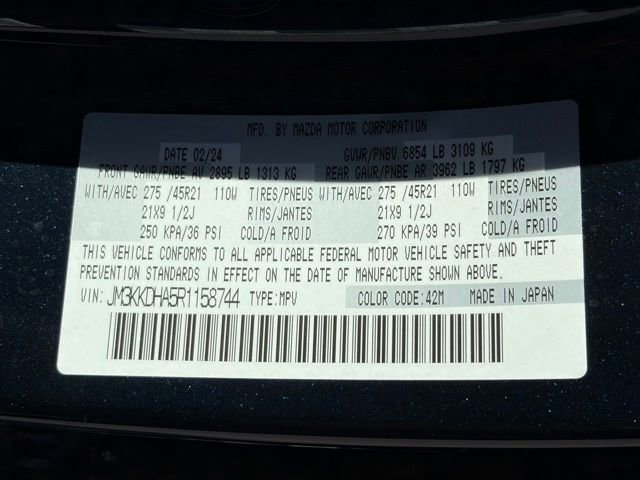 MFD. BY MAZDA MOTOR CORPORATION
DATE 02/24 GVWR/PNBV 6854 LB 3109 KG
FRONT GAWR/PNBE AV 2895 LB 1313 KG REAR GAWR/PNBE AR 3962 LB 1797 KG
WITH/AVEC 275 /45R21 110W TIRES/PNEUS WITH/AVEC 275 /45R21 110W TIRES/PNEUS
21X9 1/2J RIMS/JANTES 21X9 1/2J RIMS/JANTES
250 KPA/36 PSI COLD/A FROID 270 KPA/39 PSI COLD/A FROID
THIS VEHICLE CONFORMS TO ALL APPLICABLE FEDERAL MOTOR VEHICLE SAFETY AND THEFT
PREVENTION STANDARDS IN EFFECT ON THE DATE OF MANUFACTURE SHOWN ABOVE.
VIN: JM3KKDHA5R1158744 TYPE:MPV COLOR CODE:42M MADE IN JAPAN